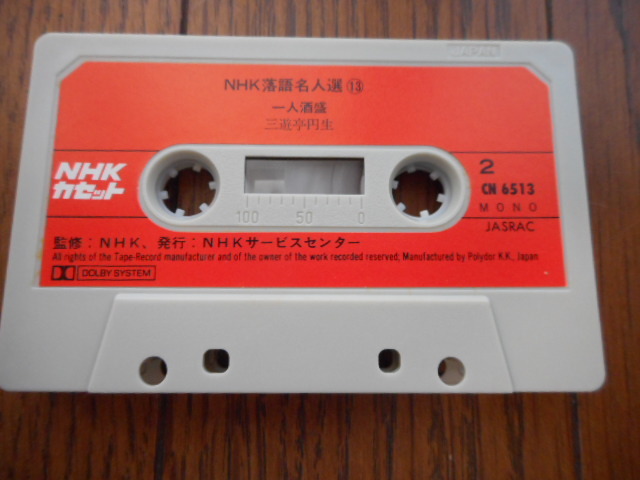 JAPAN
NHK落語名人選⑬
一人酒盛
三遊亭円生
NHK
カセット
2
CN 6513
MONO
JASRAC
100 50 0
監修：NHK、発行：NHKサービスセンター
All rights of the Tape-Record manufacturer and of the owner of the work recorded reserved; Manufactured by Polydor K.K., Japan
DOLBY SYSTEM